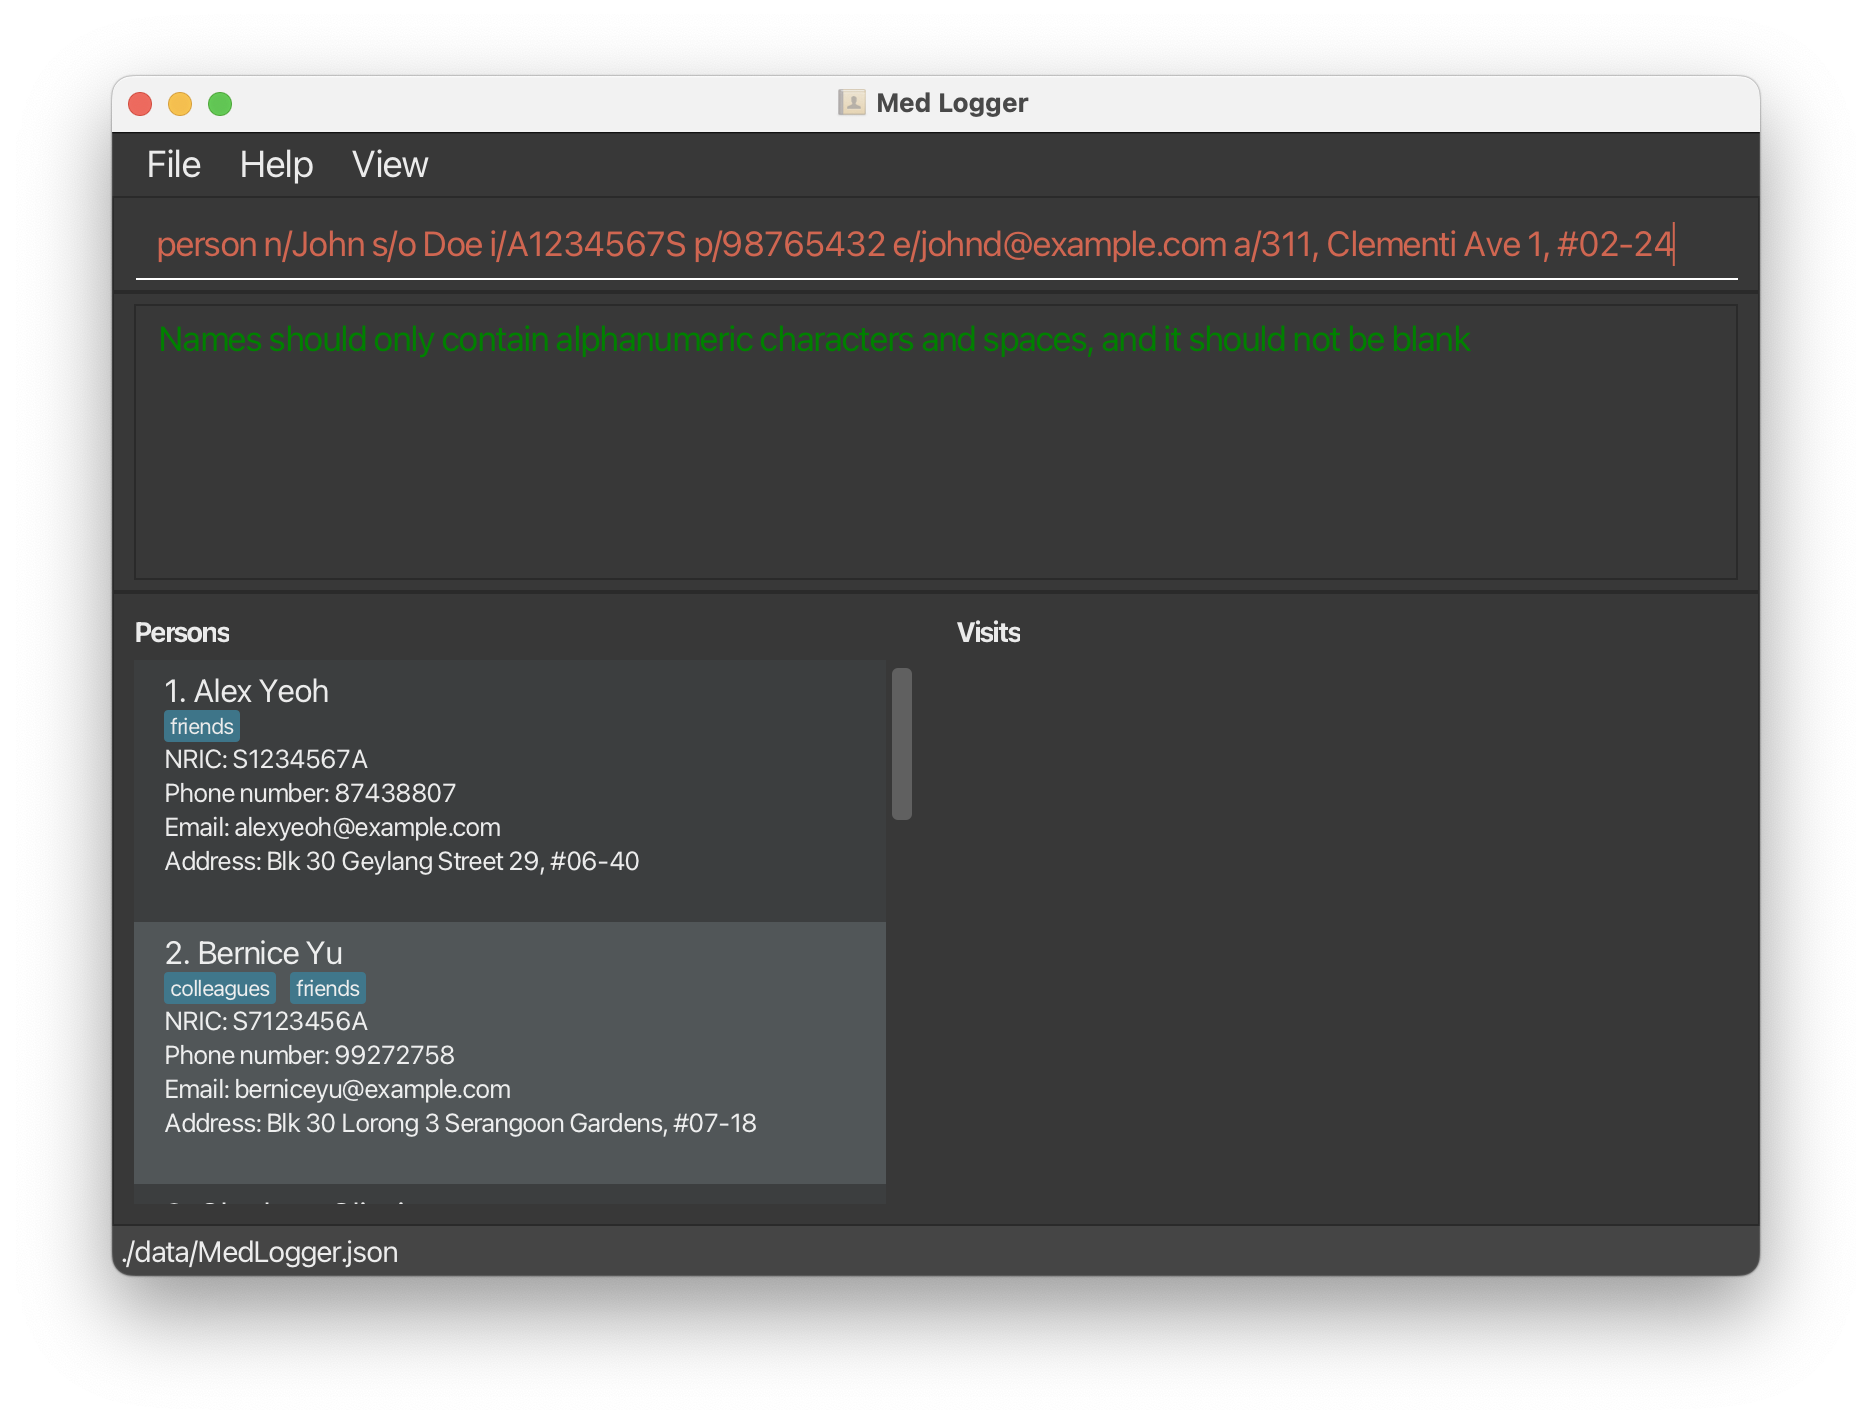 Med Logger
File Help View
person n/John s/o Doe i/A1234567S p/98765432 e/johnd@example.com a/311, Clementi Ave 1, #02-24
Names should only contain alphanumeric characters and spaces, and it should not be blank
Persons
Visits
1. Alex Yeoh
friends
NRIC: S1234567A
Phone number: 87438807
Email: alexyeoh@example.com
Address: Blk 30 Geylang Street 29, #06-40
2. Bernice Yu
colleagues friends
NRIC: S7123456A
Phone number: 99272758
Email: berniceyu@example.com
Address: Blk 30 Lorong 3 Serangoon Gardens, #07-18
./data/MedLogger.json